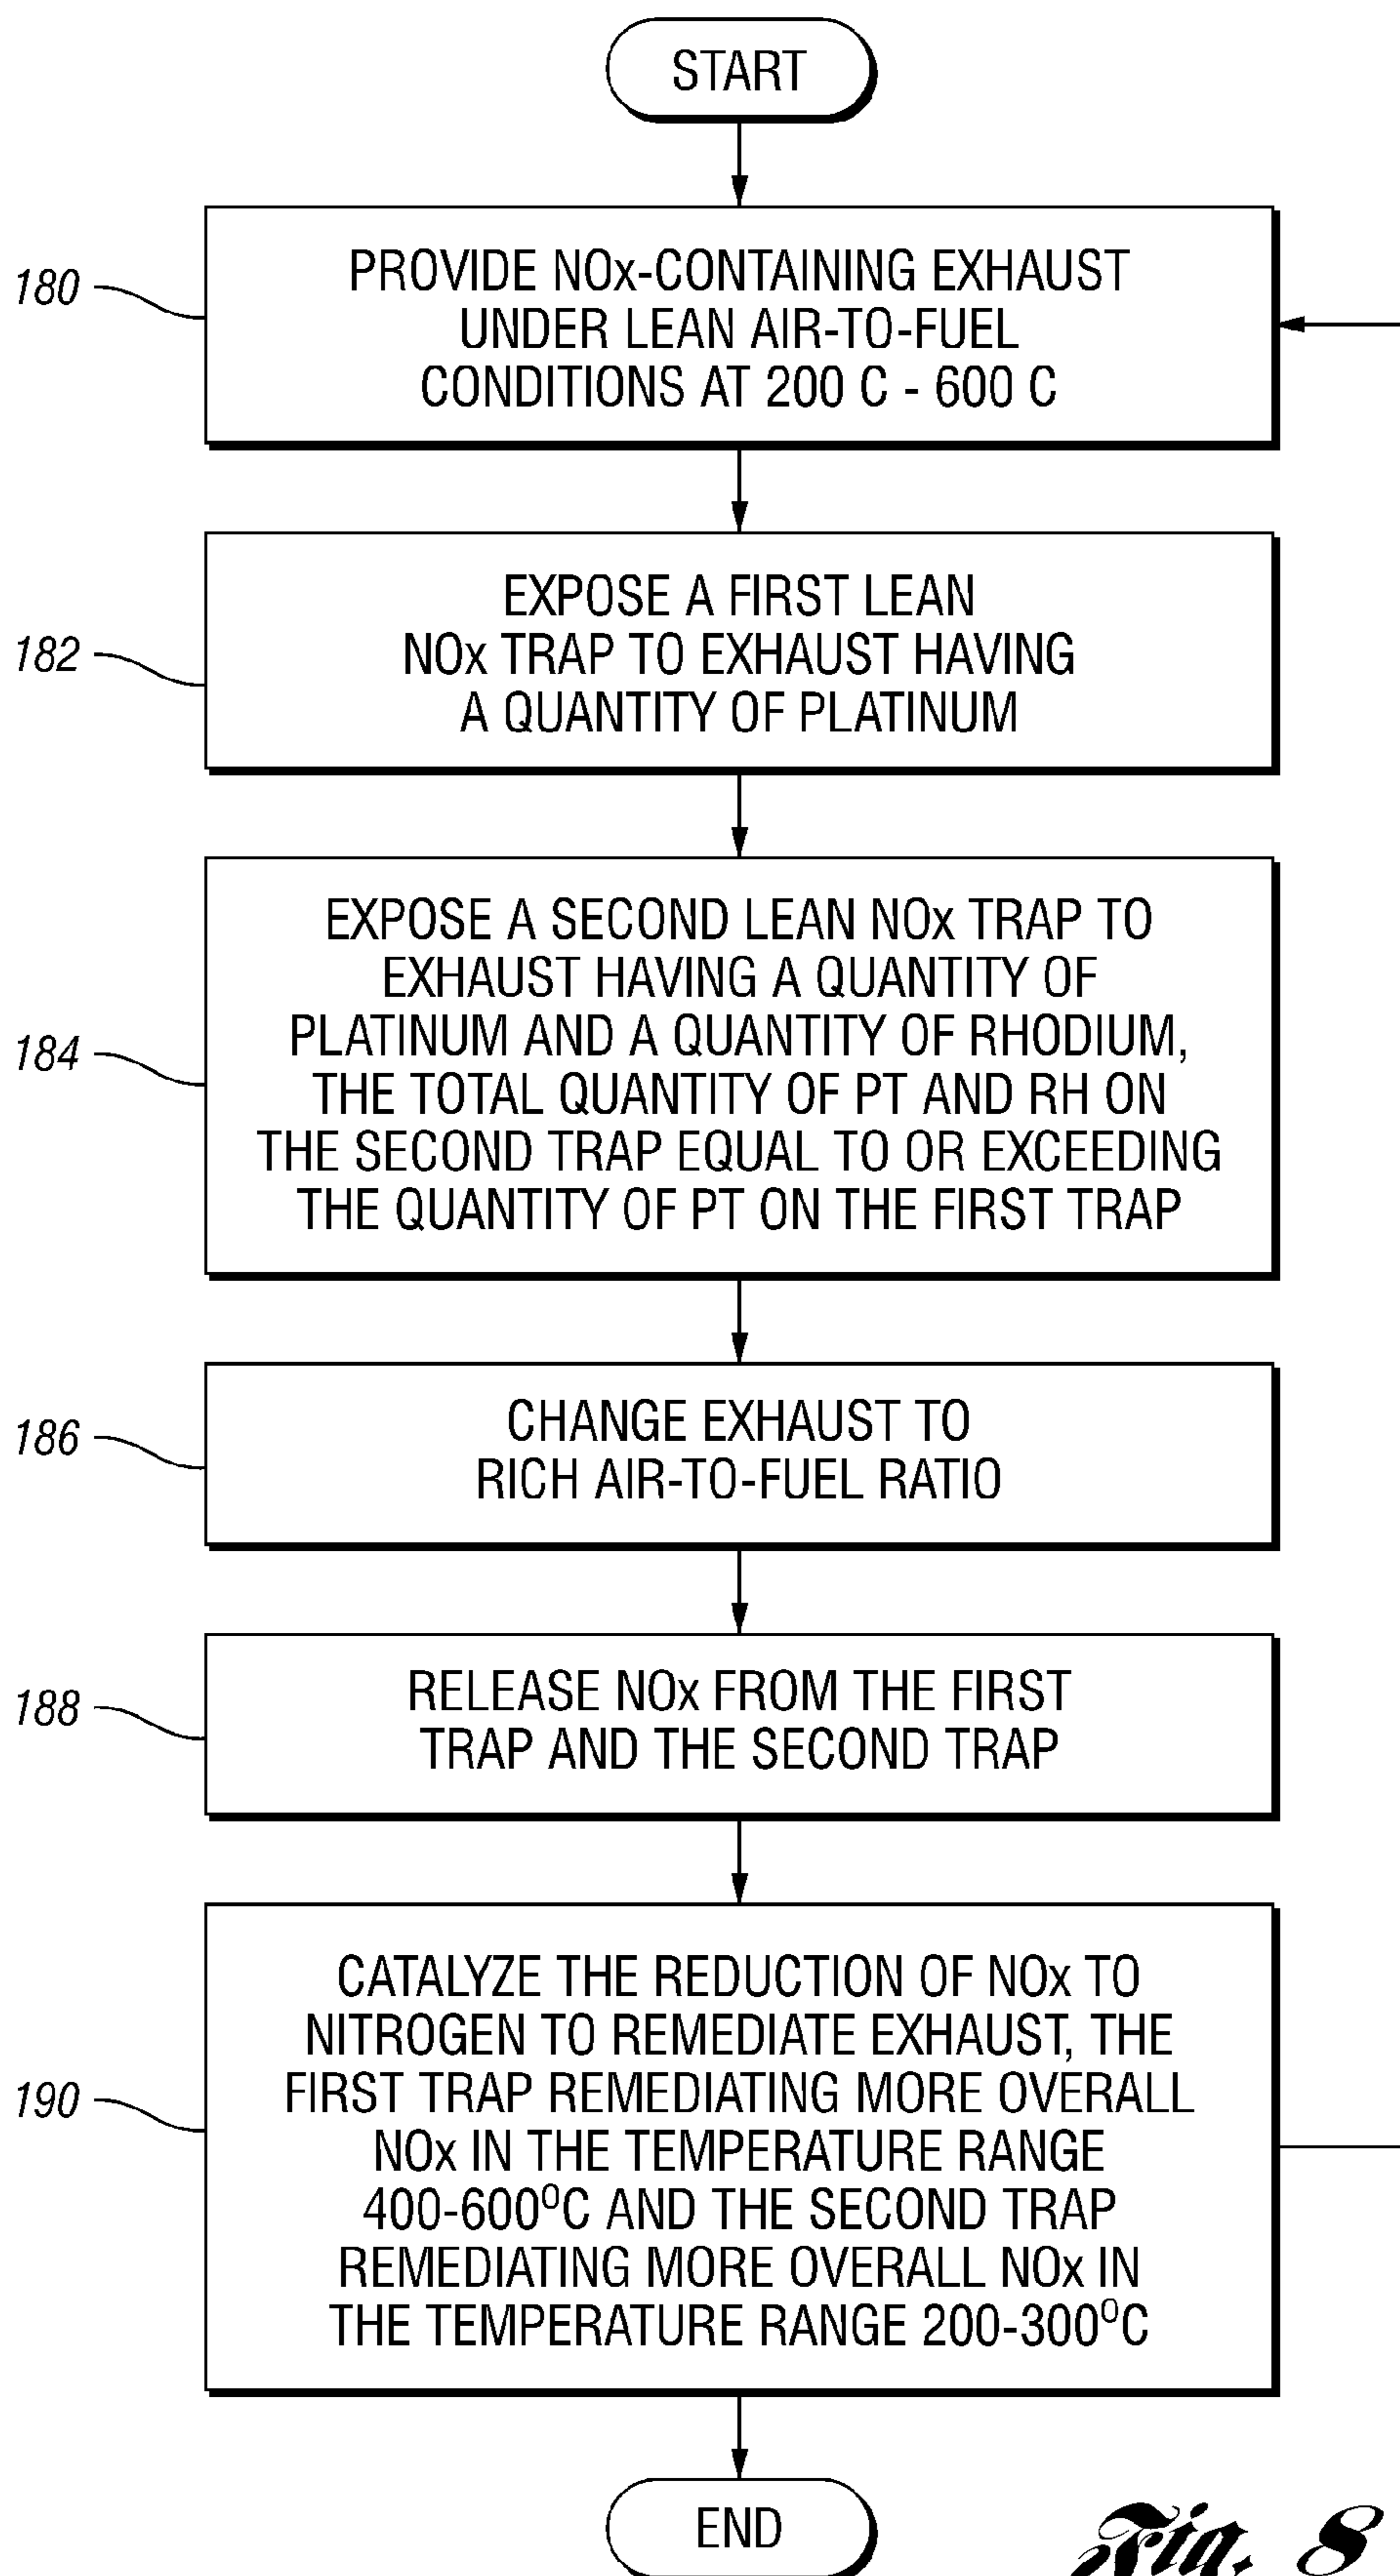 START
180
PROVIDE NOx-CONTAINING EXHAUST
UNDER LEAN AIR-TO-FUEL
CONDITIONS AT 200 C - 600 C
182
EXPOSE A FIRST LEAN
NOx TRAP TO EXHAUST HAVING
A QUANTITY OF PLATINUM
184
EXPOSE A SECOND LEAN NOx TRAP TO
EXHAUST HAVING A QUANTITY OF
PLATINUM AND A QUANTITY OF RHODIUM,
THE TOTAL QUANTITY OF PT AND RH ON
THE SECOND TRAP EQUAL TO OR EXCEEDING
THE QUANTITY OF PT ON THE FIRST TRAP
186
CHANGE EXHAUST TO
RICH AIR-TO-FUEL RATIO
188
RELEASE NOx FROM THE FIRST
TRAP AND THE SECOND TRAP
190
CATALYZE THE REDUCTION OF NOx TO
NITROGEN TO REMEDIATE EXHAUST, THE
FIRST TRAP REMEDIATING MORE OVERALL
NOx IN THE TEMPERATURE RANGE
400-600⁰C AND THE SECOND TRAP
REMEDIATING MORE OVERALL NOx IN
THE TEMPERATURE RANGE 200-300⁰C
END
Fig. 8